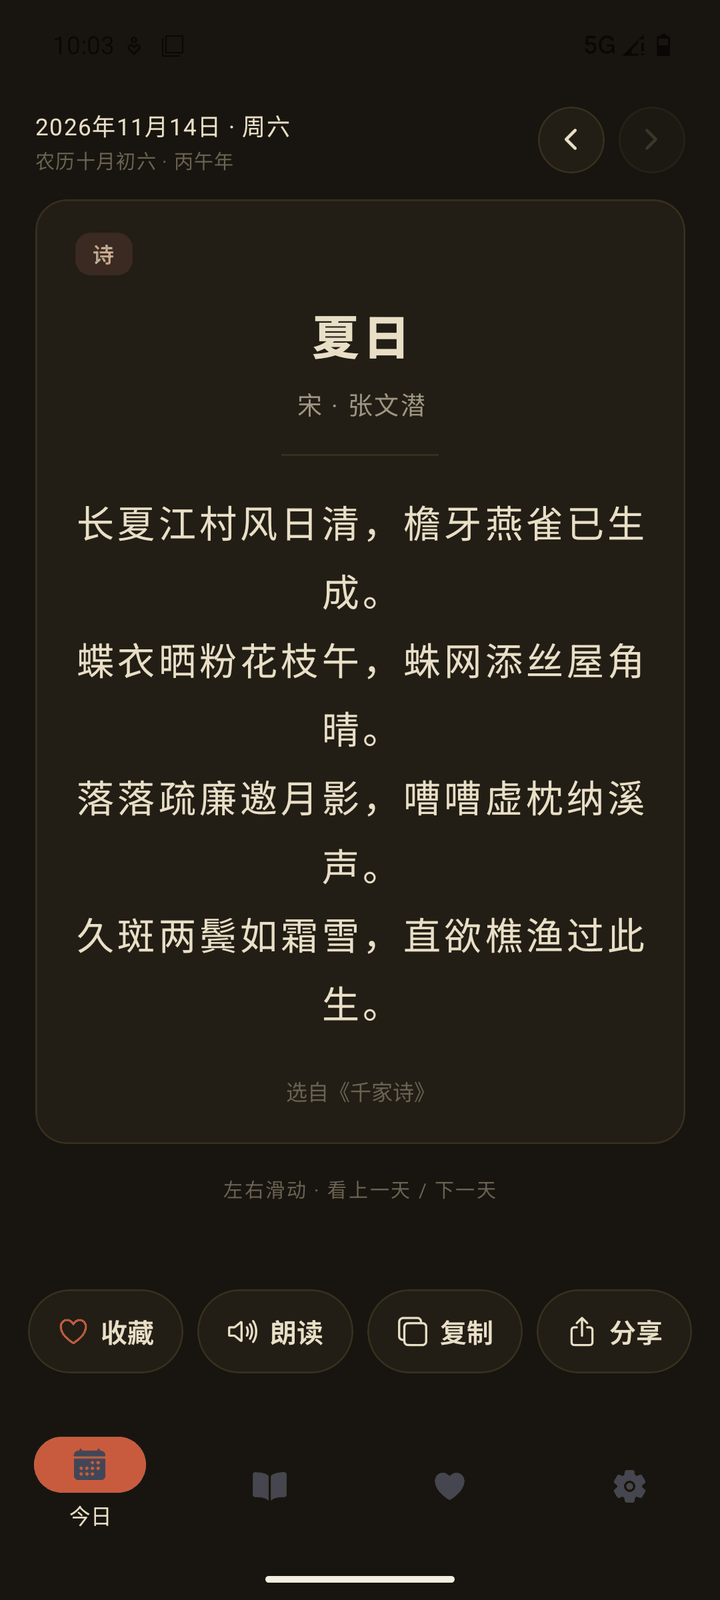 10:03
5G
2026年11月14日 · 周六
农历十月初六 · 丙午年
诗
夏日
宋 · 张文潜
长夏江村风日清，檐牙燕雀已生
成。
蝶衣晒粉花枝午，蛛网添丝屋角
晴。
落落疏廉邀月影，嘈嘈虚枕纳溪
声。
久斑两鬓如霜雪，直欲樵渔过此
生。
选自《千家诗》
左右滑动 · 看上一天 / 下一天
收藏
朗读
复制
分享
今日